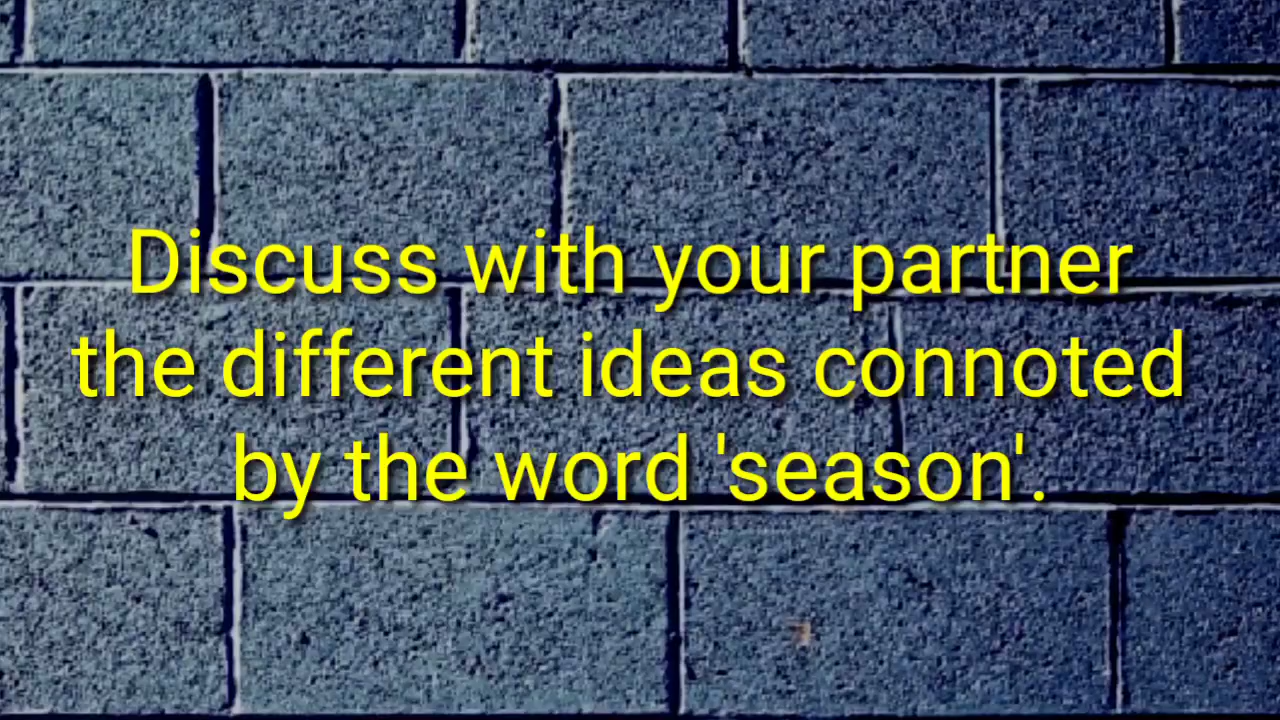 Discuss with your partner
the different ideas connoted
by the word 'season'.